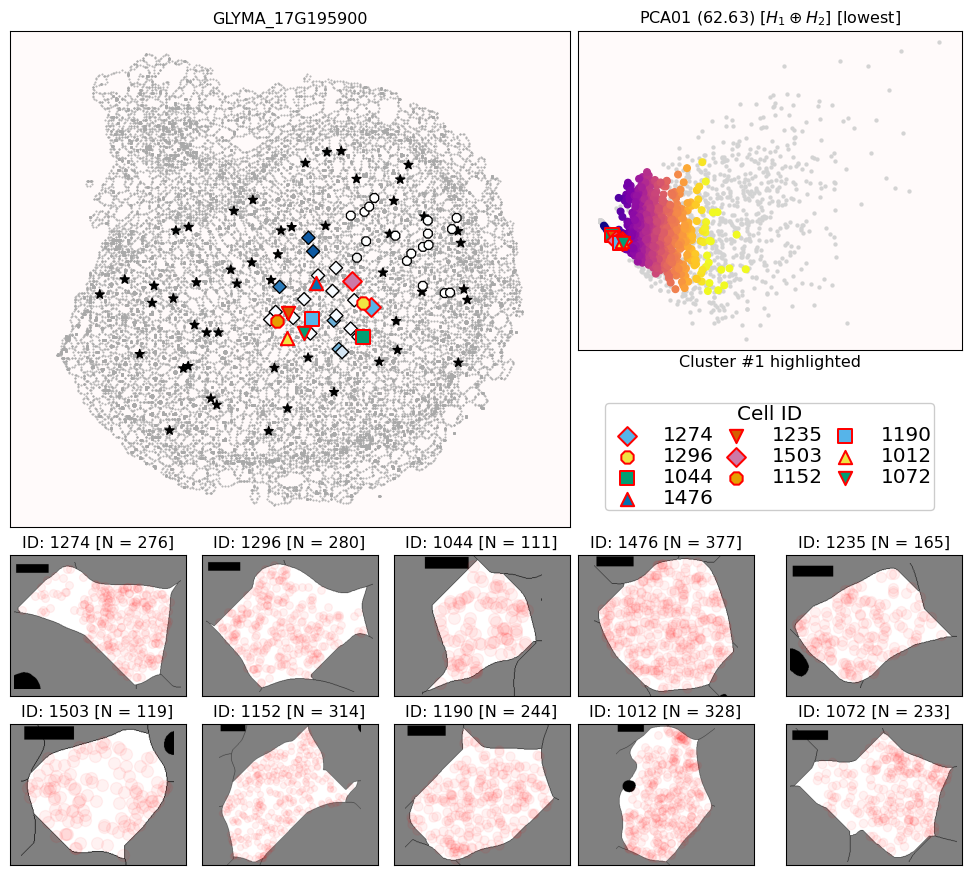 GLYMA_17G195900
PCA01 (62.63) [H₁ ⊕ H₂] [lowest]
Cluster #1 highlighted
Cell ID
1274 1235 1190
1296 1503 1012
1044 1152 1072
1476
ID: 1274 [N = 276] ID: 1296 [N = 280] ID: 1044 [N = 111] ID: 1476 [N = 377] ID: 1235 [N = 165]
ID: 1503 [N = 119] ID: 1152 [N = 314] ID: 1190 [N = 244] ID: 1012 [N = 328] ID: 1072 [N = 233]